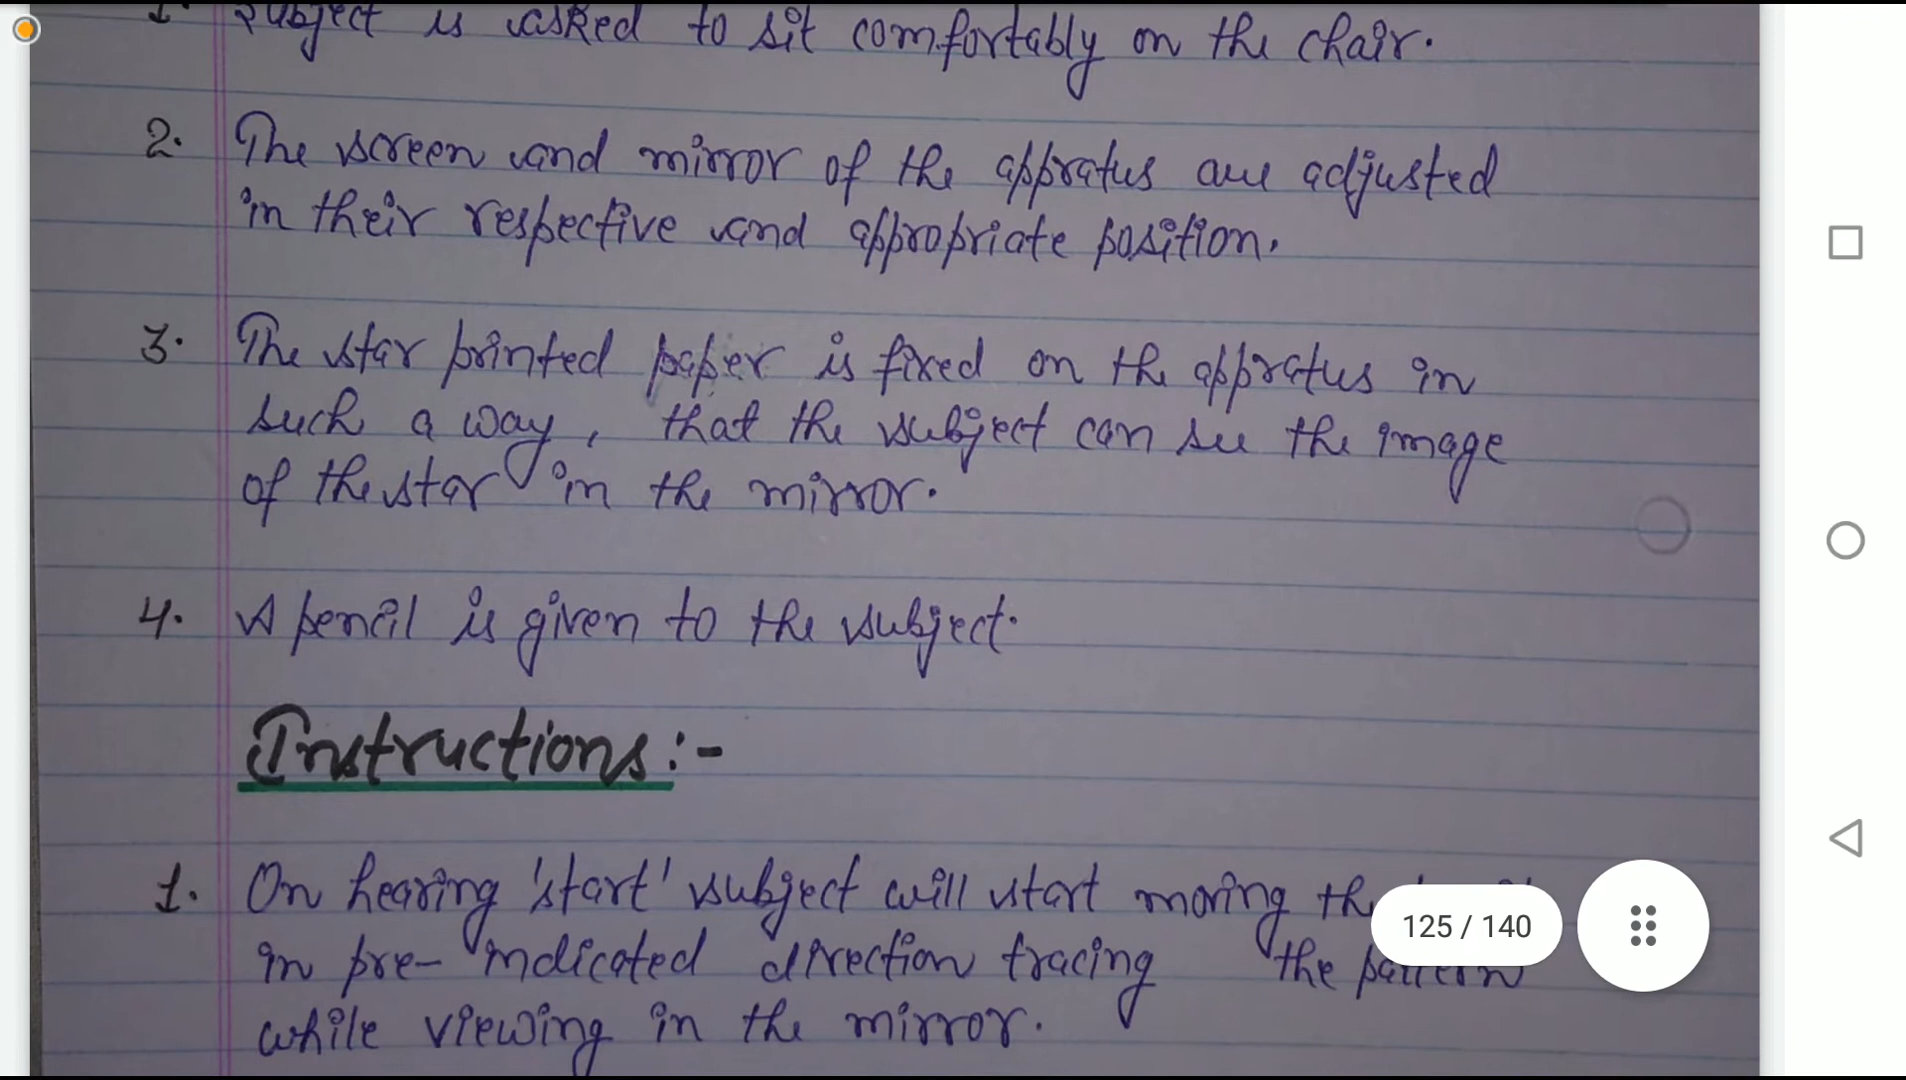 1. Subject is asked to sit comfortably on the chair.
2. The screen and mirror of the appratus are adjusted
in their respective and appropriate position.
3. The star printed paper is fixed on the appratus in
such a way, that the subject can see the image
of the star in the mirror.
4. A pencil is given to the subject.
Instructions:-
1. On hearing 'start' subject will start moving
in pre-indicated direction tracing the pattern
while viewing in the mirror.
125 / 140